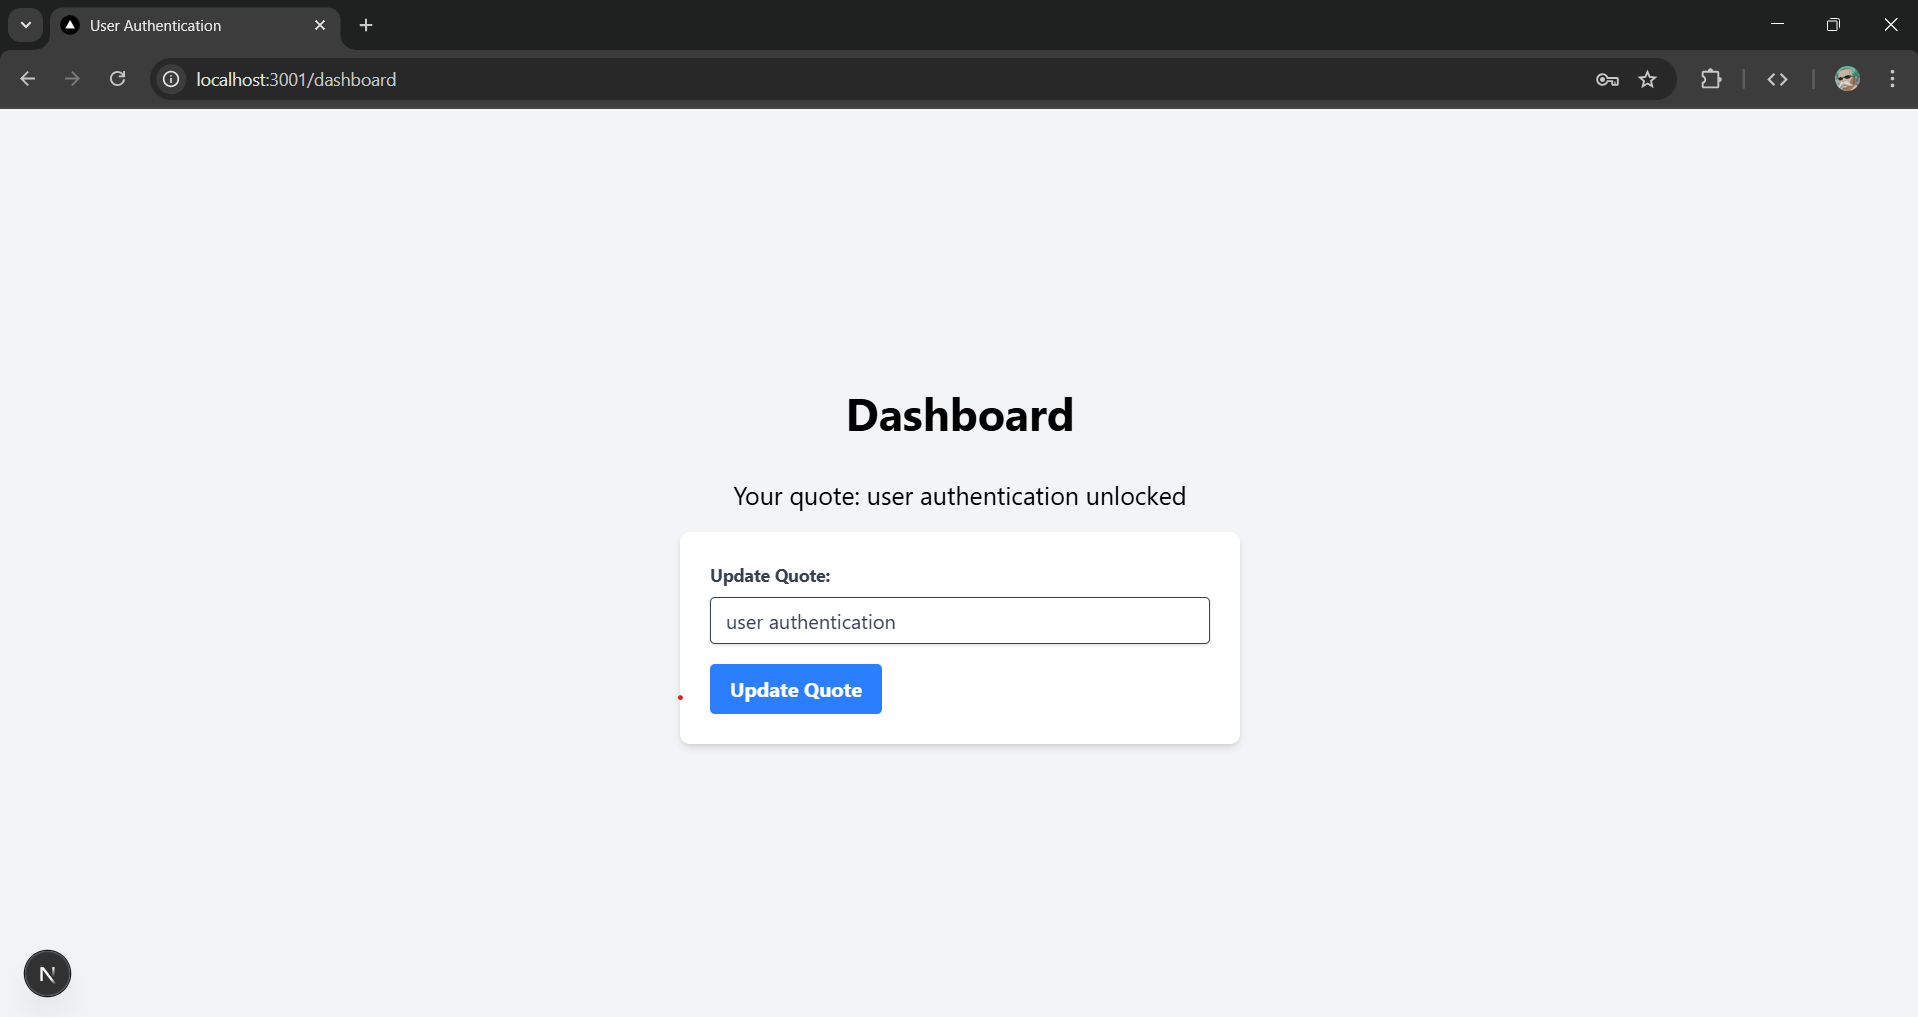 User Authentication
localhost:3001/dashboard
Dashboard
Your quote: user authentication unlocked
Update Quote:
user authentication
Update Quote
N